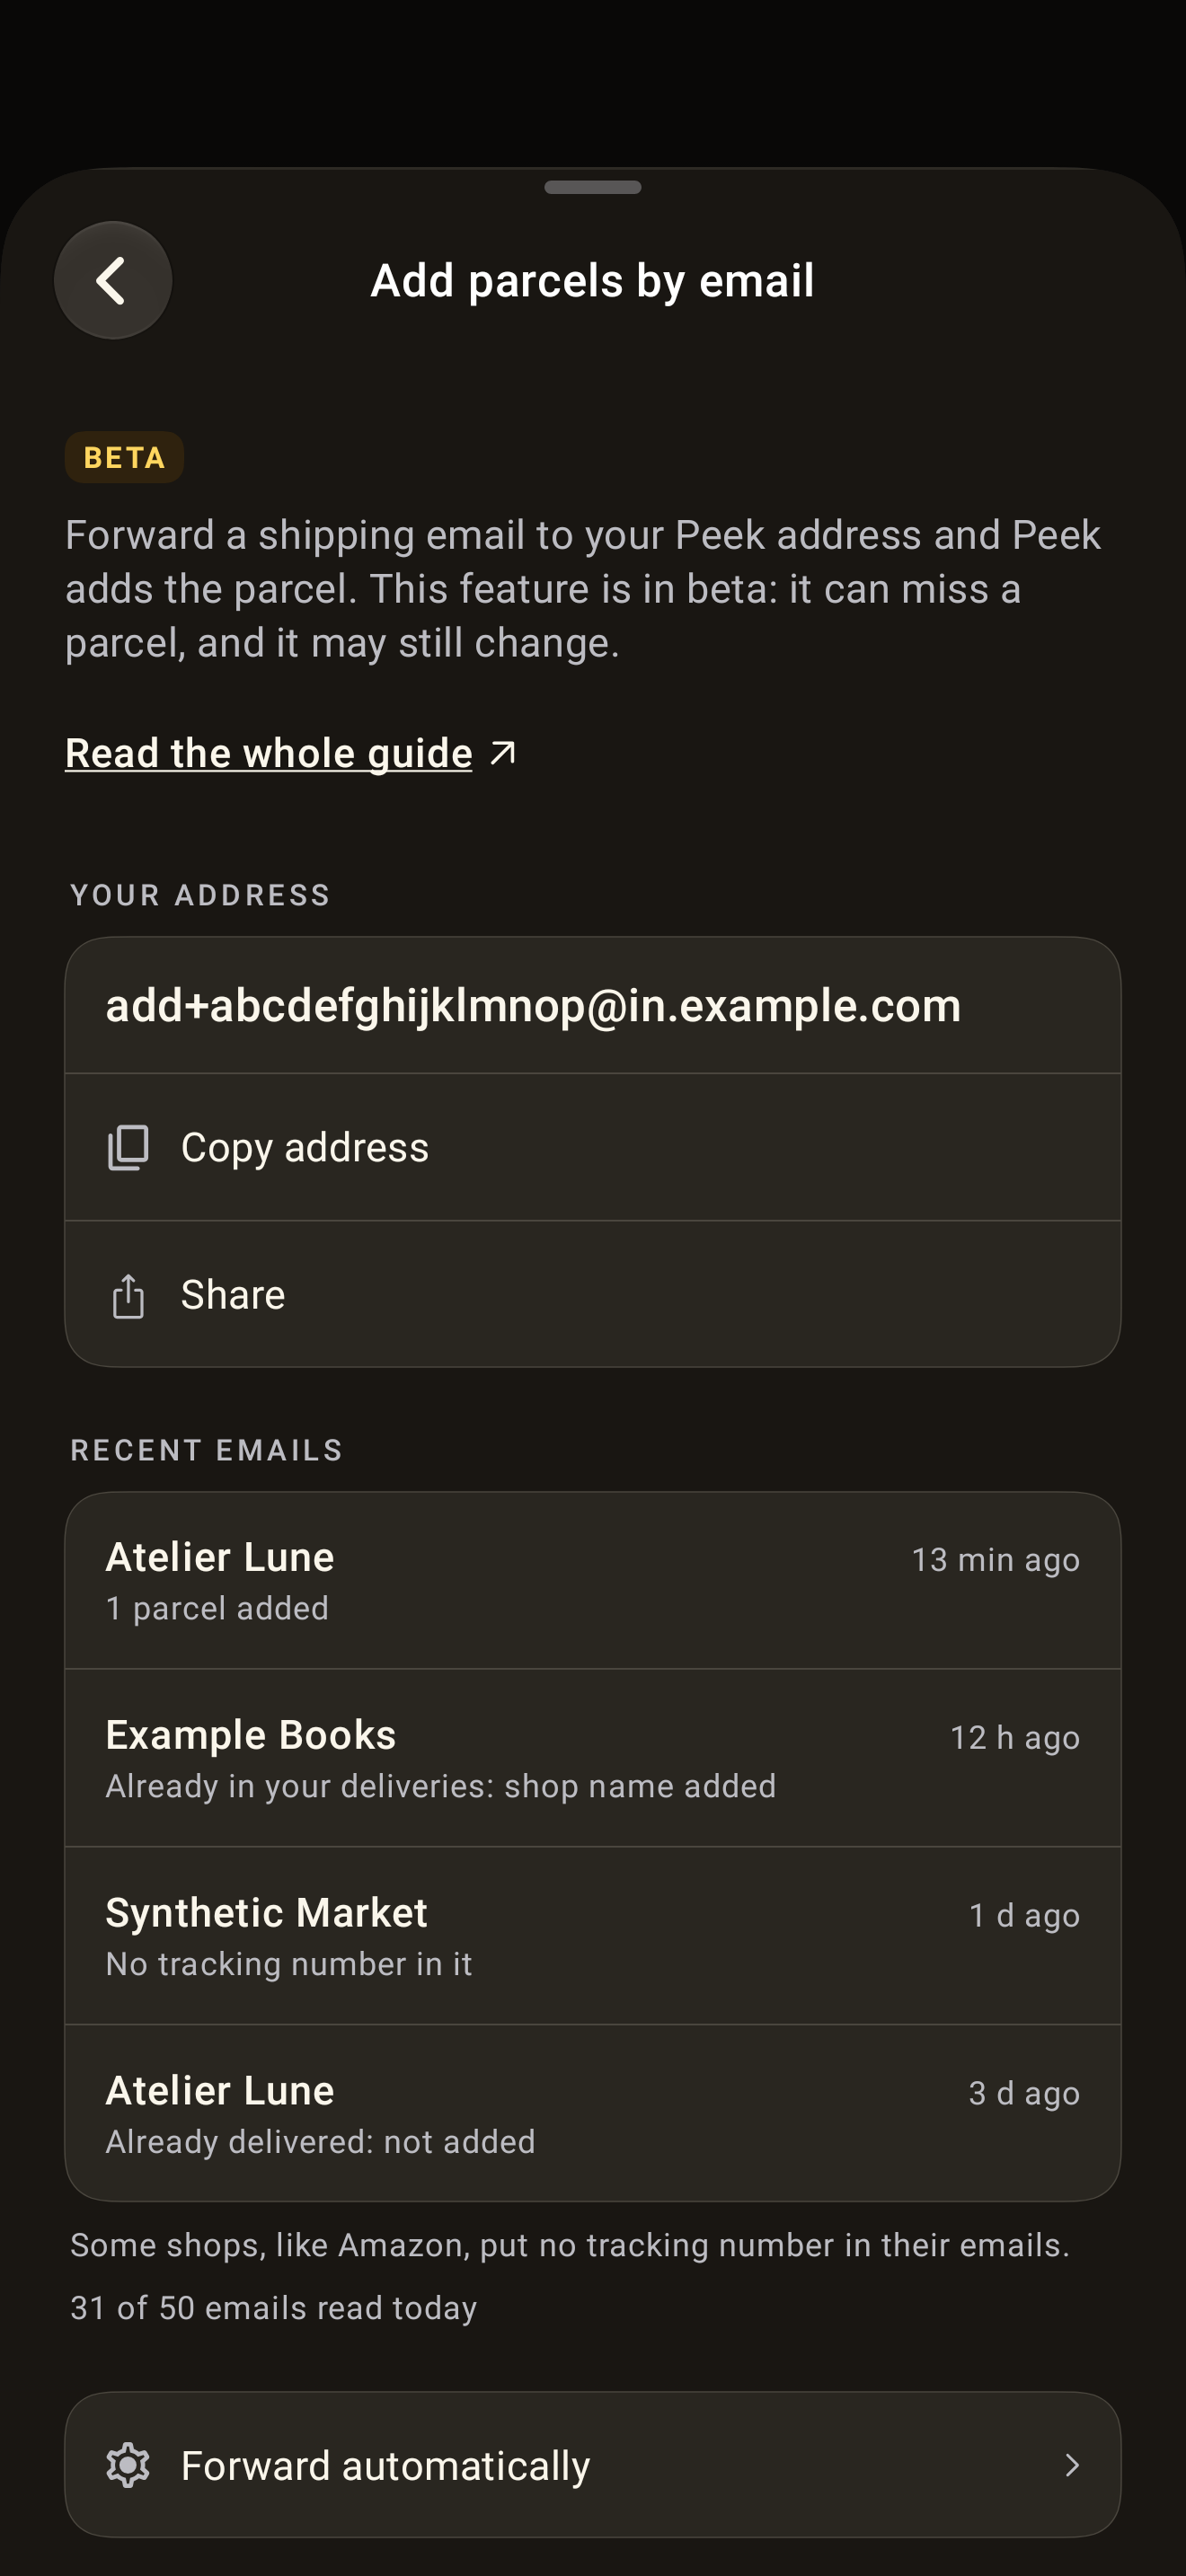 Add parcels by email
BETA
Forward a shipping email to your Peek address and Peek
adds the parcel. This feature is in beta: it can miss a
parcel, and it may still change.
Read the whole guide
YOUR ADDRESS
add+abcdefghijklmnop@in.example.com
Copy address
Share
RECENT EMAILS
Atelier Lune 13 min ago
1 parcel added
Example Books 12 h ago
Already in your deliveries: shop name added
Synthetic Market 1 d ago
No tracking number in it
Atelier Lune 3 d ago
Already delivered: not added
Some shops, like Amazon, put no tracking number in their emails.
31 of 50 emails read today
Forward automatically